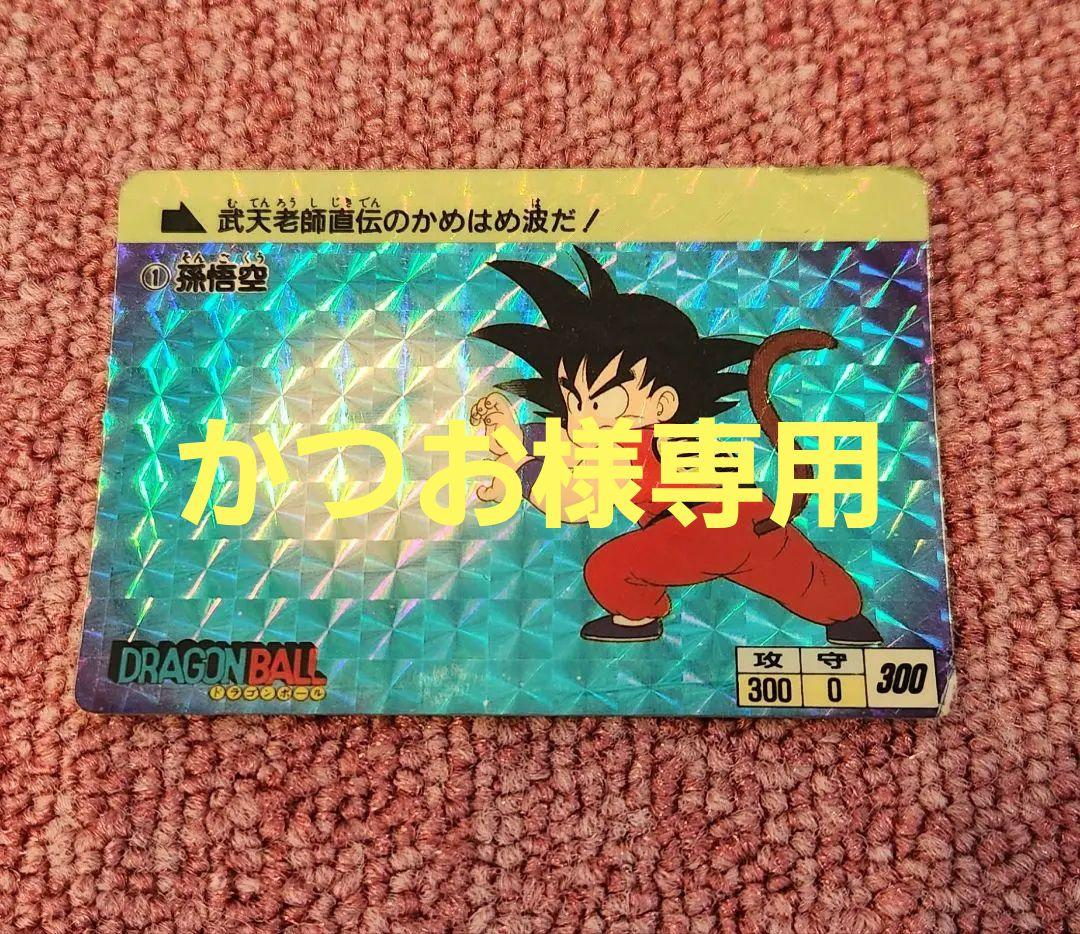 む てんろう し じきでん は
武天老師直伝のかめはめ波だ!
そん ご くう
① 孫悟空
かつお様専用
DRAGON BALL
ドラゴンボール
攻 守
300 0 300